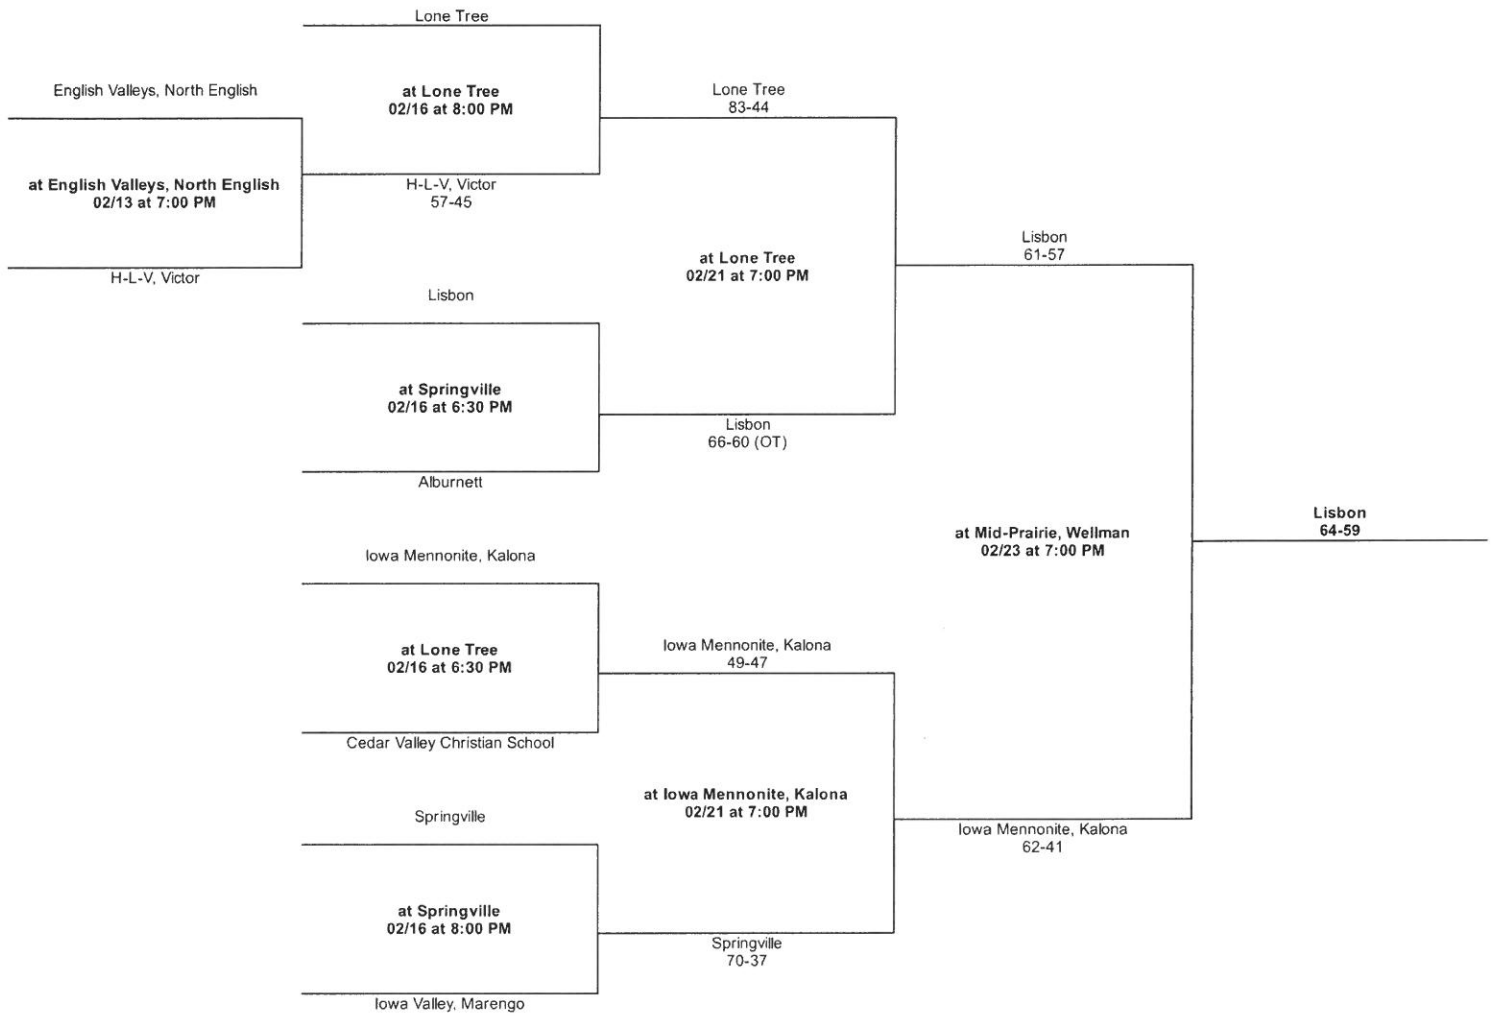 Lone Tree
English Valleys, North English
at Lone Tree
02/16 at 8:00 PM
Lone Tree
83-44
at English Valleys, North English
02/13 at 7:00 PM
H-L-V, Victor
57-45
H-L-V, Victor
at Lone Tree
02/21 at 7:00 PM
Lisbon
61-57
Lisbon
at Springville
02/16 at 6:30 PM
Lisbon
66-60 (OT)
Alburnett
at Mid-Prairie, Wellman
02/23 at 7:00 PM
Lisbon
64-59
Iowa Mennonite, Kalona
at Lone Tree
02/16 at 6:30 PM
Iowa Mennonite, Kalona
49-47
Cedar Valley Christian School
at Iowa Mennonite, Kalona
02/21 at 7:00 PM
Iowa Mennonite, Kalona
62-41
Springville
at Springville
02/16 at 8:00 PM
Springville
70-37
Iowa Valley, Marengo